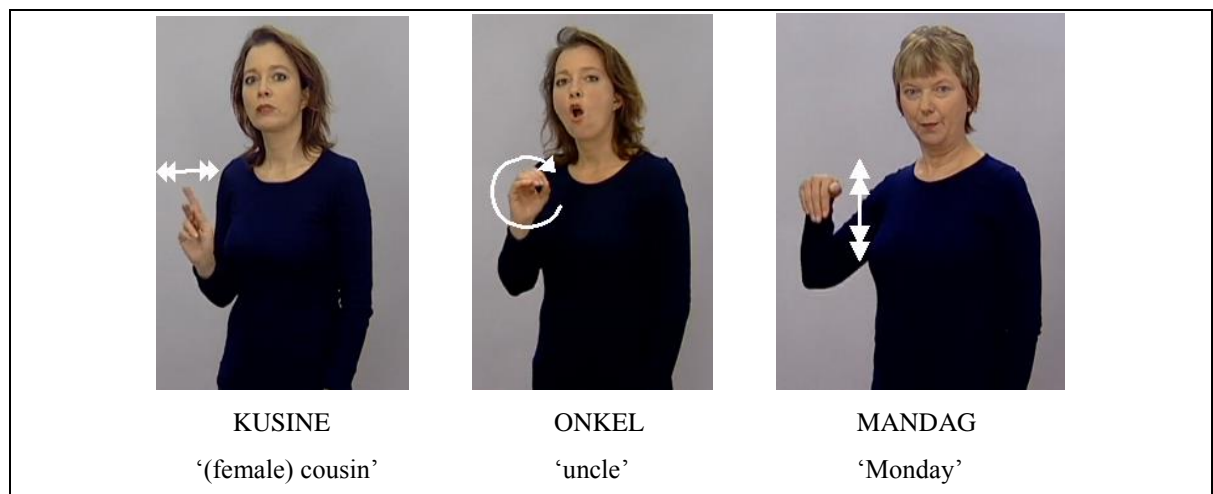 KUSINE ONKEL MANDAG
‘(female) cousin’ ‘uncle’ ‘Monday’